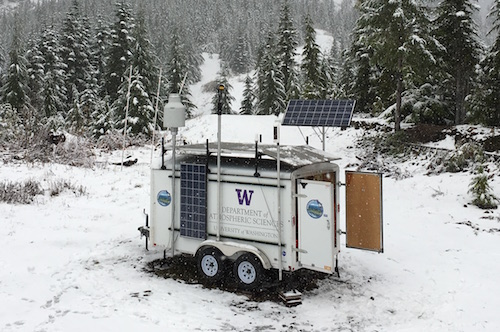 W
DEPARTMENT of
ATMOSPHERIC SCIENCES
UNIVERSITY of WASHINGTON